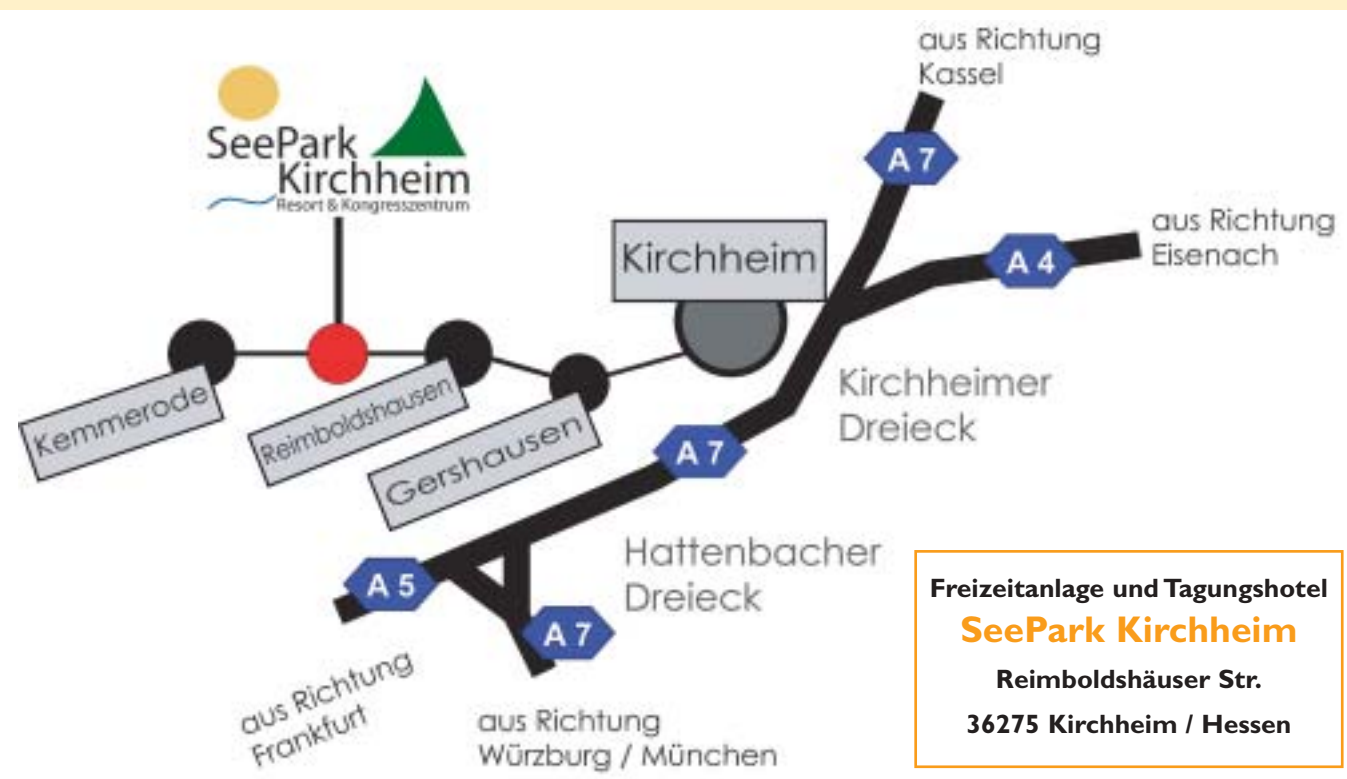 aus Richtung
Kassel
SeePark
Kirchheim
Resort & Kongresszentrum
A 7
aus Richtung
Eisenach
Kirchheim
A 4
Kemmerode
Reimboldshausen
Gershausen
Kirchheimer
Dreieck
A 7
Hattenbacher
Dreieck
A 5
A 7
aus Richtung
Frankfurt
aus Richtung
Würzburg / München
Freizeitanlage und Tagungshotel
SeePark Kirchheim
Reimboldshäuser Str.
36275 Kirchheim / Hessen